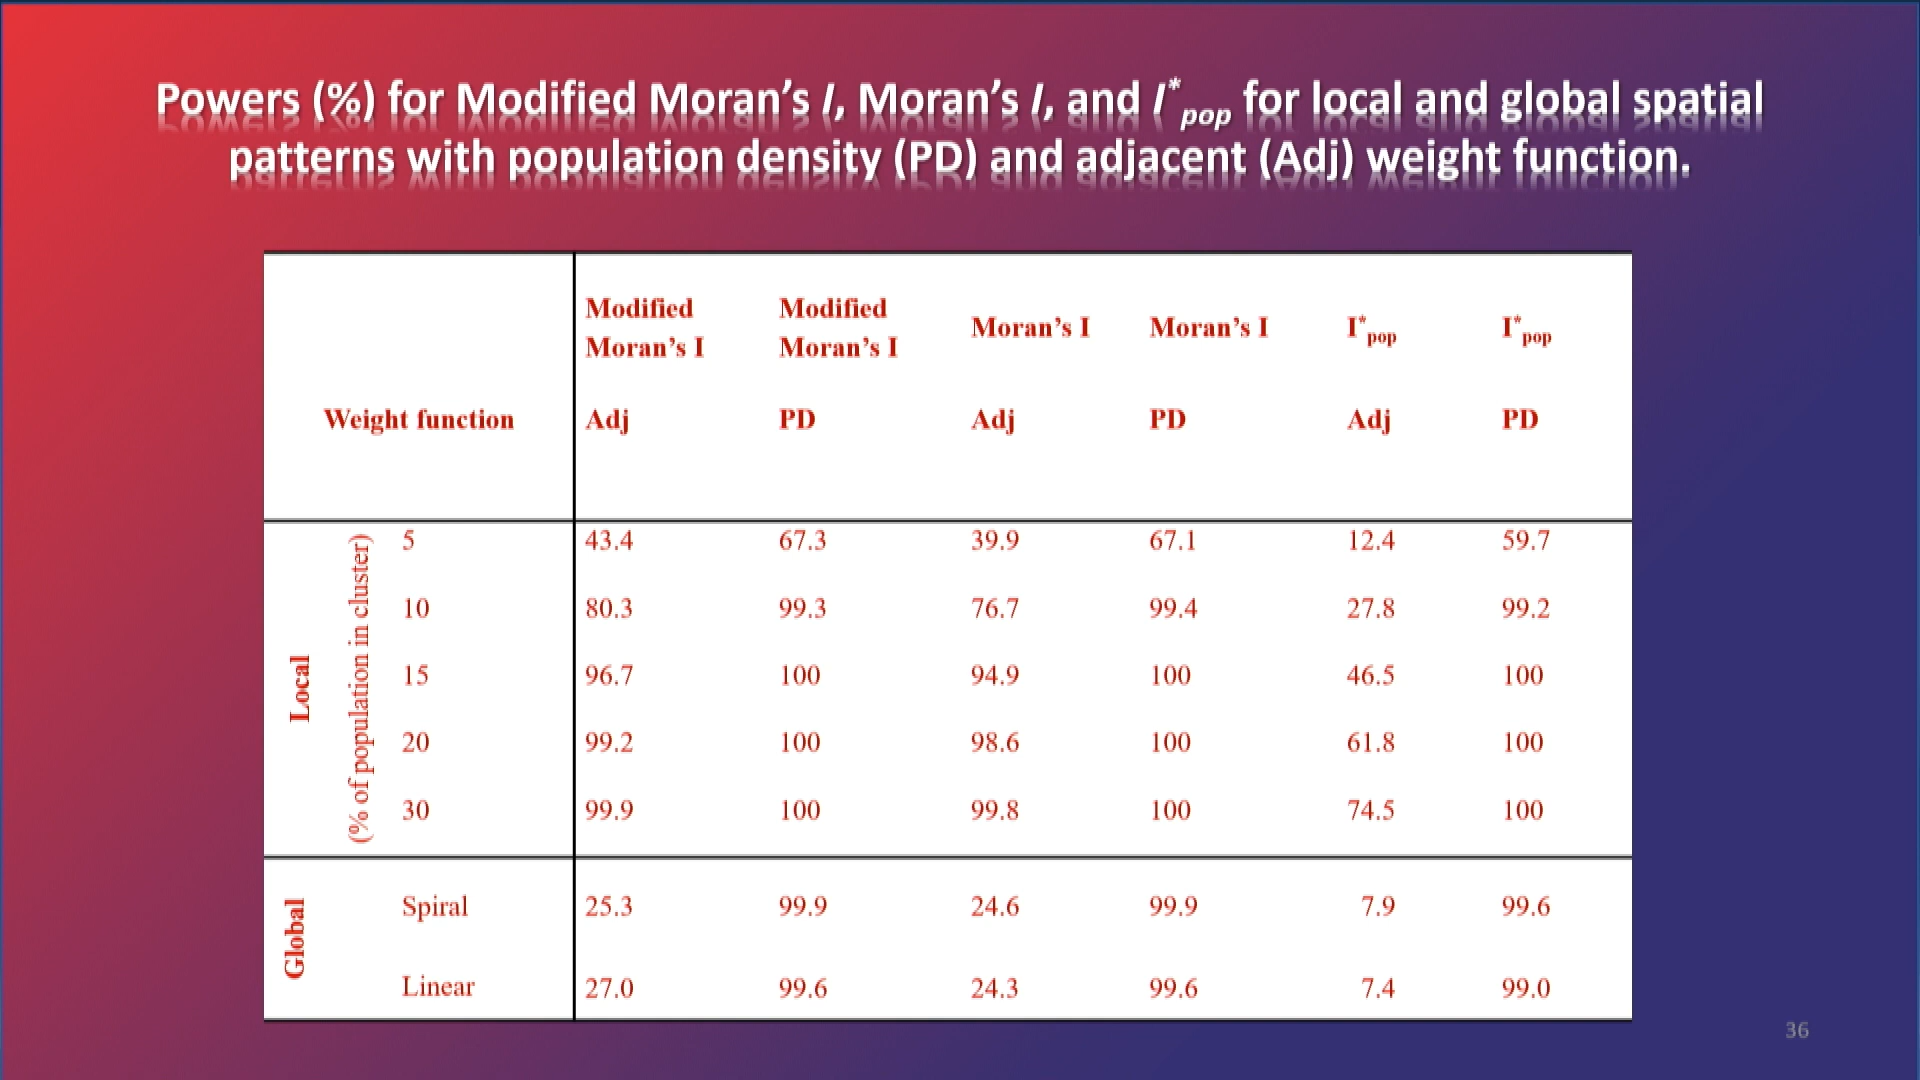 Powers (%) for Modified Moran’s I, Moran’s I, and I*pop for local and global spatial
patterns with population density (PD) and adjacent (Adj) weight function.
Modified Moran’s I Modified Moran’s I Moran’s I Moran’s I I*pop I*pop
Weight function Adj PD Adj PD Adj PD
Local
(% of population in cluster)
5 43.4 67.3 39.9 67.1 12.4 59.7
10 80.3 99.3 76.7 99.4 27.8 99.2
15 96.7 100 94.9 100 46.5 100
20 99.2 100 98.6 100 61.8 100
30 99.9 100 99.8 100 74.5 100
Global
Spiral 25.3 99.9 24.6 99.9 7.9 99.6
Linear 27.0 99.6 24.3 99.6 7.4 99.0
36